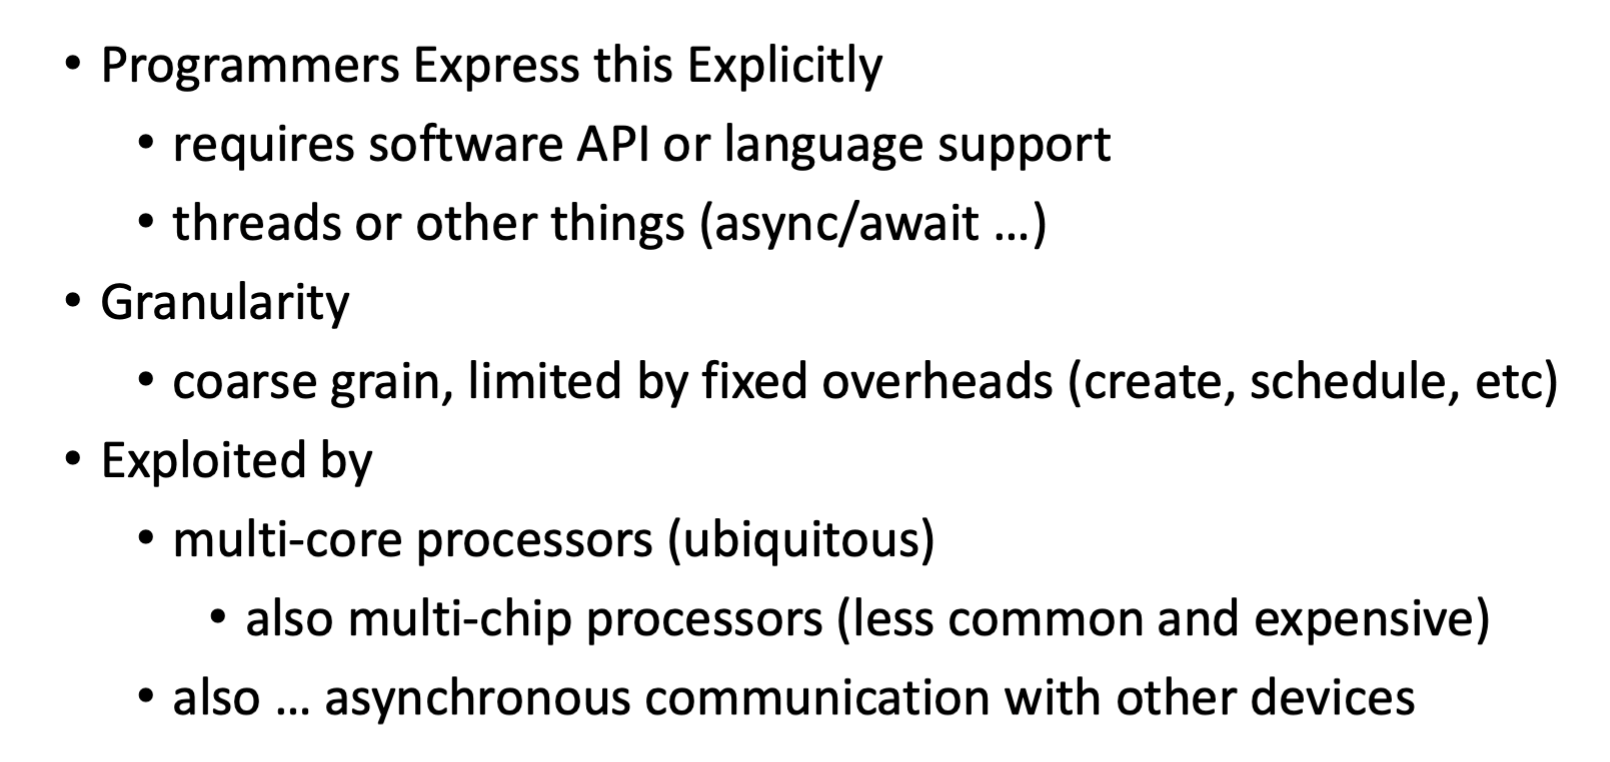 • Programmers Express this Explicitly
• requires software API or language support
• threads or other things (async/await ...)
• Granularity
• coarse grain, limited by fixed overheads (create, schedule, etc)
• Exploited by
• multi-core processors (ubiquitous)
• also multi-chip processors (less common and expensive)
• also ... asynchronous communication with other devices